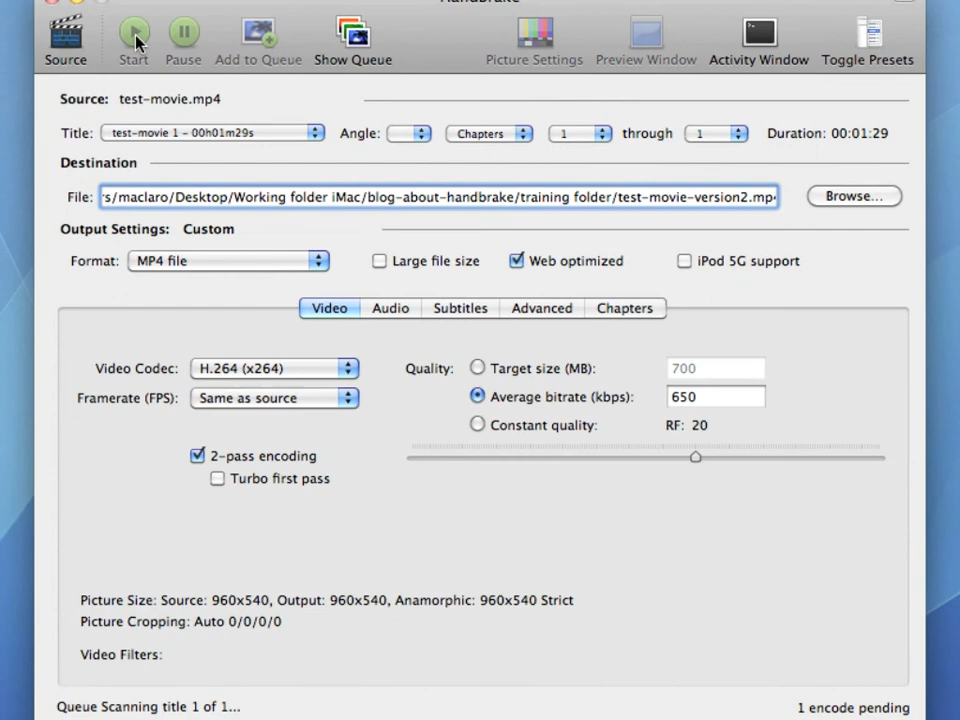 HandBrake
Source Start Pause Add to Queue Show Queue Picture Settings Preview Window Activity Window Toggle Presets
Source: test-movie.mp4
Title: test-movie 1 - 00h01m29s Angle: Chapters 1 through 1 Duration: 00:01:29
Destination
File: s/maclaro/Desktop/Working folder iMac/blog-about-handbrake/training folder/test-movie-version2.mp
Browse...
Output Settings: Custom
Format: MP4 file Large file size Web optimized iPod 5G support
Video Audio Subtitles Advanced Chapters
Video Codec: H.264 (x264) Quality: Target size (MB): 700
Framerate (FPS): Same as source Average bitrate (kbps): 650
Constant quality: RF: 20
2-pass encoding
Turbo first pass
Picture Size: Source: 960x540, Output: 960x540, Anamorphic: 960x540 Strict
Picture Cropping: Auto 0/0/0/0
Video Filters:
Queue Scanning title 1 of 1... 1 encode pending